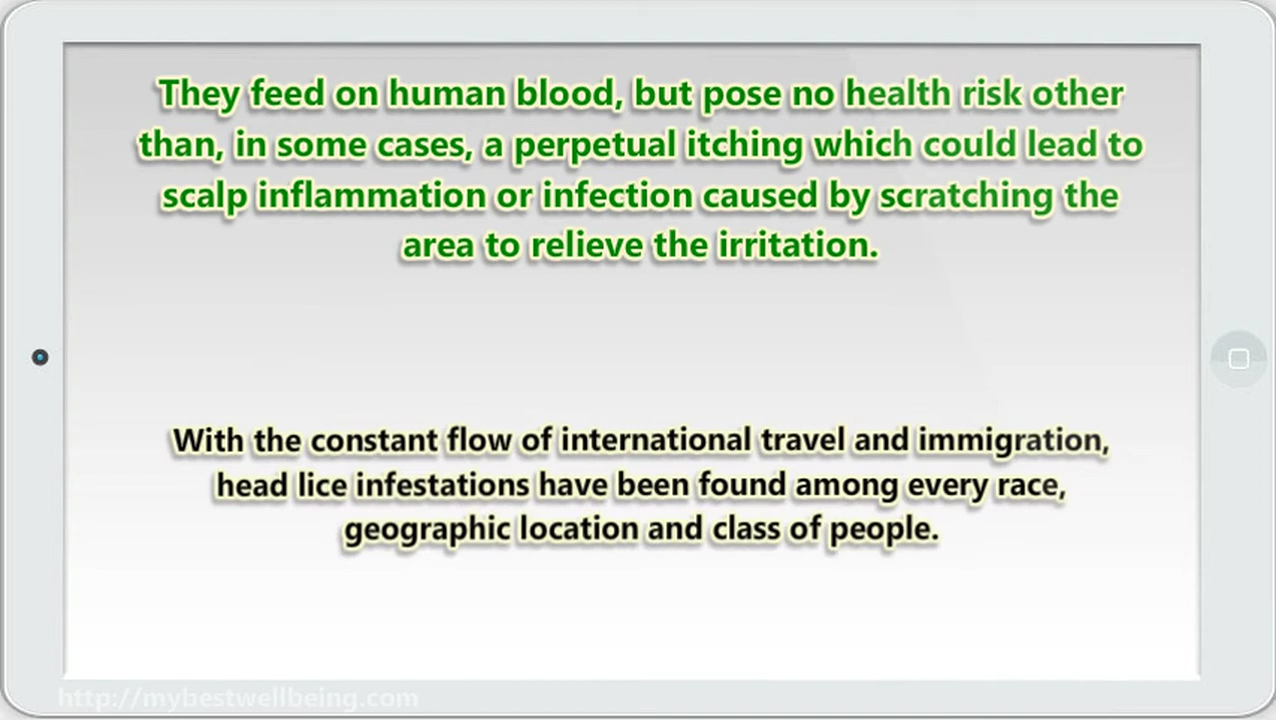 They feed on human blood, but pose no health risk other
than, in some cases, a perpetual itching which could lead to
scalp inflammation or infection caused by scratching the
area to relieve the irritation.
With the constant flow of international travel and immigration,
head lice infestations have been found among every race,
geographic location and class of people.
http://mybestwellbeing.com